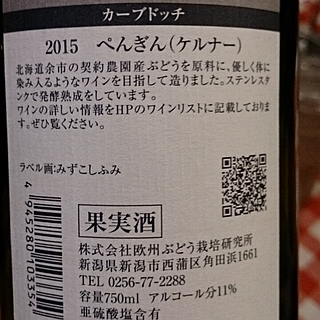 カーブドッチ
2015　ぺんぎん(ケルナー)
北海道余市の契約農園産ぶどうを原料に、優しく体に
染み入るようなワインを目指して造りました。ステンレスタ
ンクで発酵熟成をしています。
ワインの詳しい情報をHPのワインリストに記載しておりま
す。ぜひ覧ください。
ラベル画:みずこしふみ
4945280103354
果実酒
株式会社欧州ぶどう栽培研究所
新潟県新潟市西蒲区角田浜1661
TEL 0256-77-2288
容量750ml アルコール分11%
亜硫酸塩含有